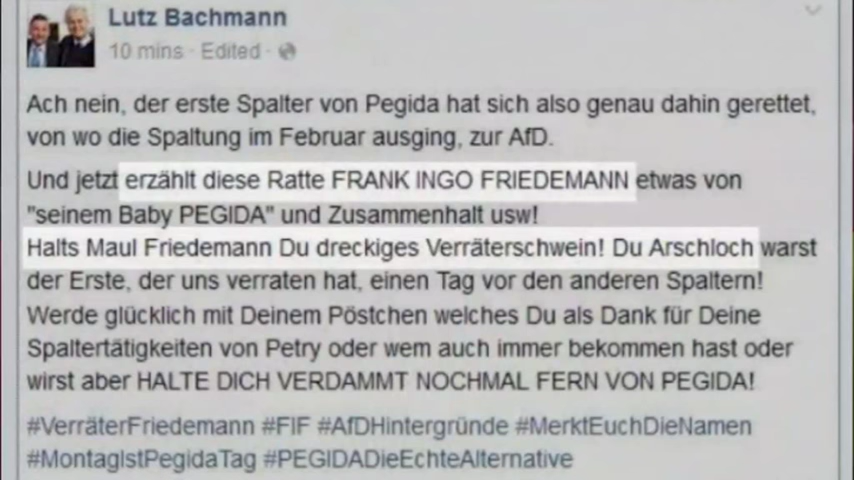 Lutz Bachmann
10 mins · Edited ·
Ach nein, der erste Spalter von Pegida hat sich also genau dahin gerettet,
von wo die Spaltung im Februar ausging, zur AfD.
Und jetzt erzählt diese Ratte FRANK INGO FRIEDEMANN etwas von
"seinem Baby PEGIDA" und Zusammenhalt usw!
Halts Maul Friedemann Du dreckiges Verräterschwein! Du Arschloch warst
der Erste, der uns verraten hat, einen Tag vor den anderen Spaltern!
Werde glücklich mit Deinem Pöstchen welches Du als Dank für Deine
Spaltertätigkeiten von Petry oder wem auch immer bekommen hast oder
wirst aber HALTE DICH VERDAMMT NOCHMAL FERN VON PEGIDA!
#VerräterFriedemann #FIF #AfDHintergründe #MerktEuchDieNamen
#MontagIstPegidaTag #PEGIDADieEchteAlternative